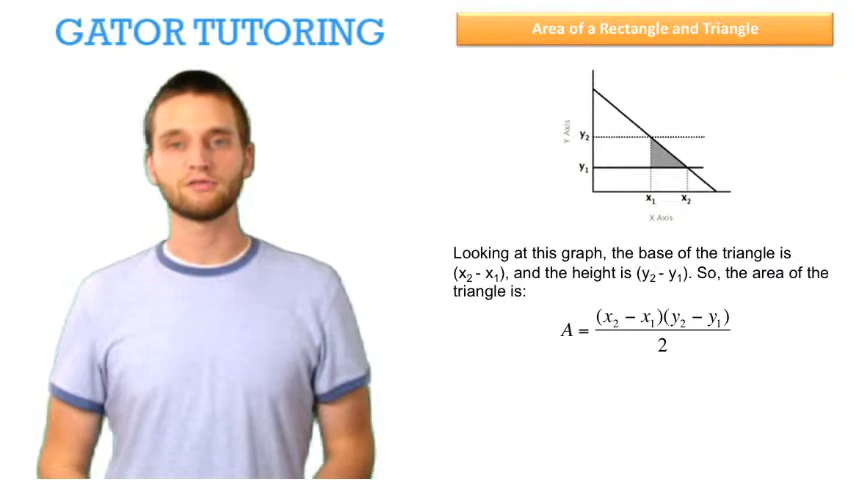 GATOR TUTORING
Area of a Rectangle and Triangle
Y Axis
y₂
y₁
x₁ x₂
X Axis
Looking at this graph, the base of the triangle is
(x₂ - x₁), and the height is (y₂ - y₁). So, the area of the
triangle is:
A = (x₂ − x₁)(y₂ − y₁)
2